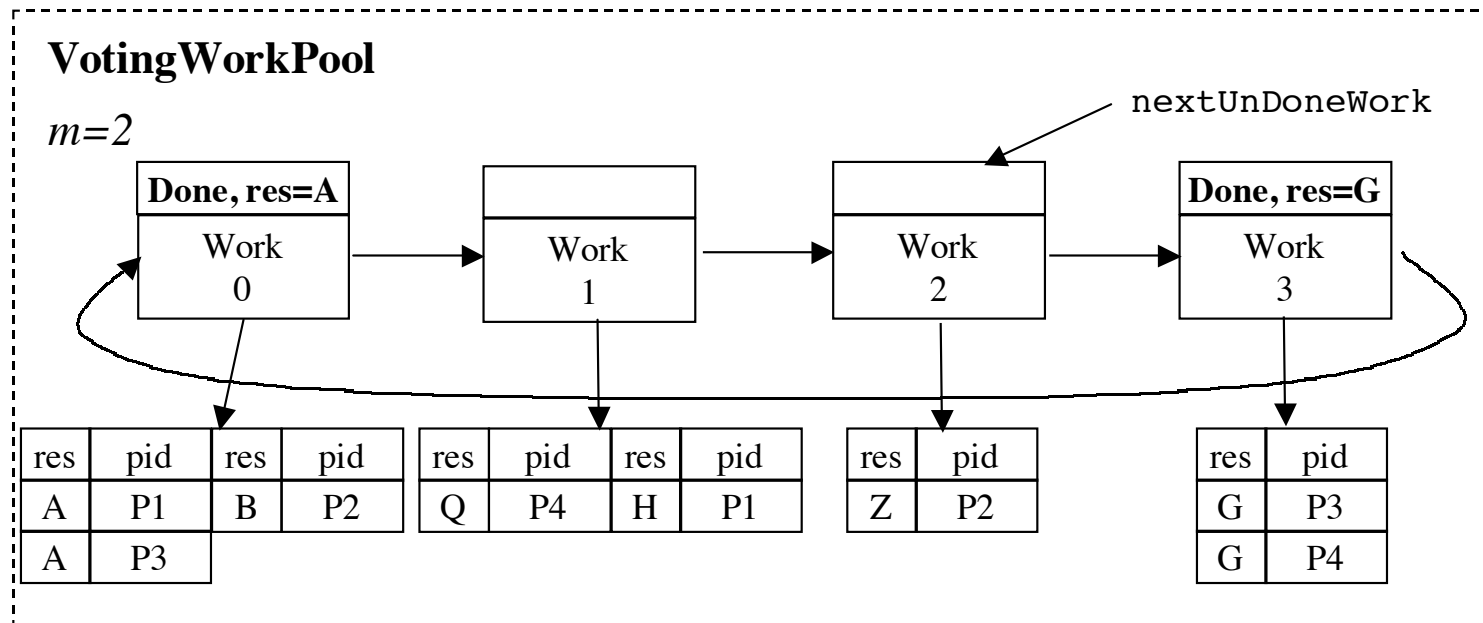 VotingWorkPool
nextUnDoneWork
m=2
Done, res=A
Done, res=G
Work
0
Work
1
Work
2
Work
3
res pid res pid
A P1 B P2
A P3
res pid res pid
Q P4 H P1
res pid
Z P2
res pid
G P3
G P4